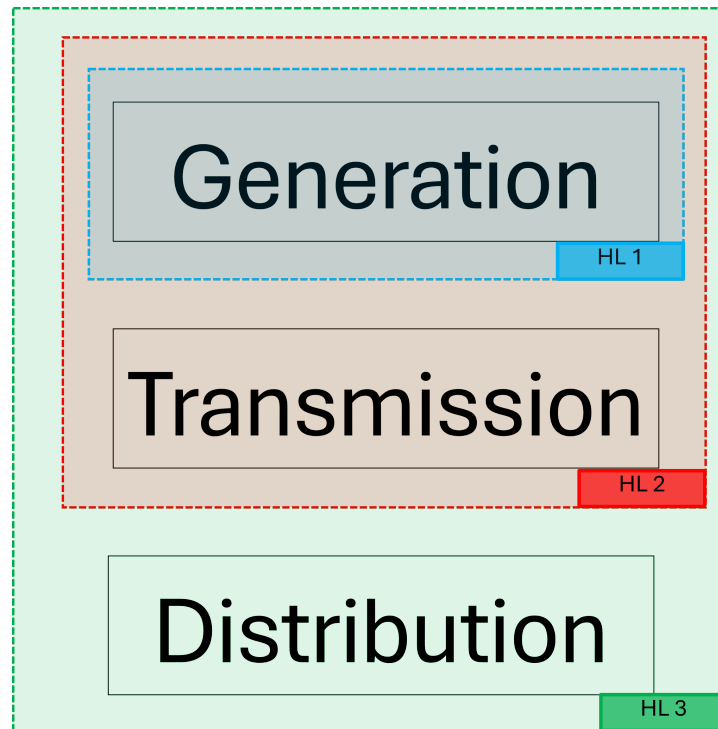 Generation
HL 1
Transmission
HL 2
Distribution
HL 3